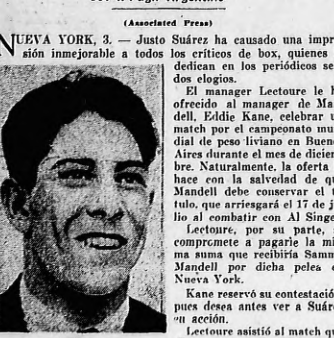 (Associated Press)
NUEVA YORK, 3. — Justo Suárez ha causado una impre
sión inmejorable a todos los críticos de box, quienes
dedican en los periódicos se
dos elogios.
El manager Lectoure le h
ofrecido al manager de Ma
dell, Eddie Kane, celebrar u
match por el campeonato mu
dial de peso liviano en Bueno
Aires durante el mes de dicien
bre. Naturalmente, la oferta
hace con la salvedad de qu
Mandell debe conservar el t
tulo, que arriesgará el 17 de j
lio al combatir con Al Singe
Lectoure, por su parte,
compromete a pagarle la mi
ma suma que recibiría Samm
Mandell por dicha pelea e
Nueva York.
Kane reservó su contestació
pues desea antes ver a Suár
en acción.
Lectoure asistió al match qu